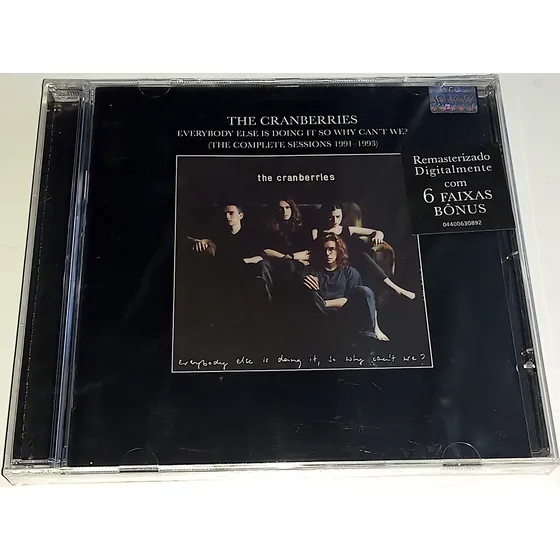 THE CRANBERRIES
EVERYBODY ELSE IS DOING IT SO WHY CAN'T WE?
(THE COMPLETE SESSIONS 1991-1993)
the cranberries
everybody else is doing it, so why can't we?
Remasterizado
Digitalmente
com
6 FAIXAS
BÔNUS
04400630892